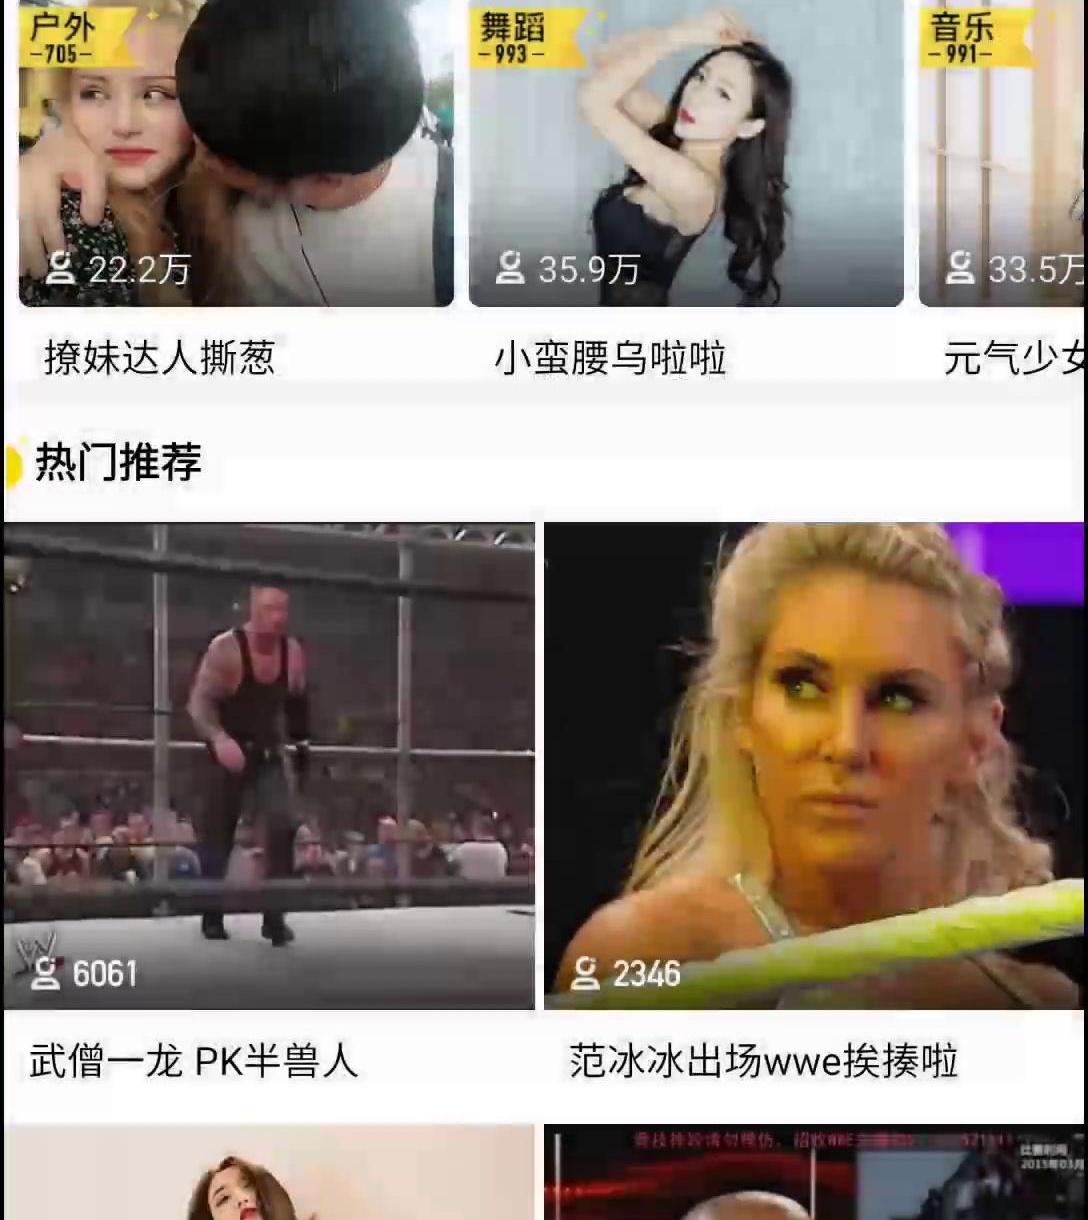 户外
-705-
舞蹈
-993-
音乐
-991-
22.2万
35.9万
33.5万
撩妹达人撕葱
小蛮腰乌啦啦
元气少女
热门推荐
6061
2346
武僧一龙 PK半兽人
范冰冰出场wwe挨揍啦